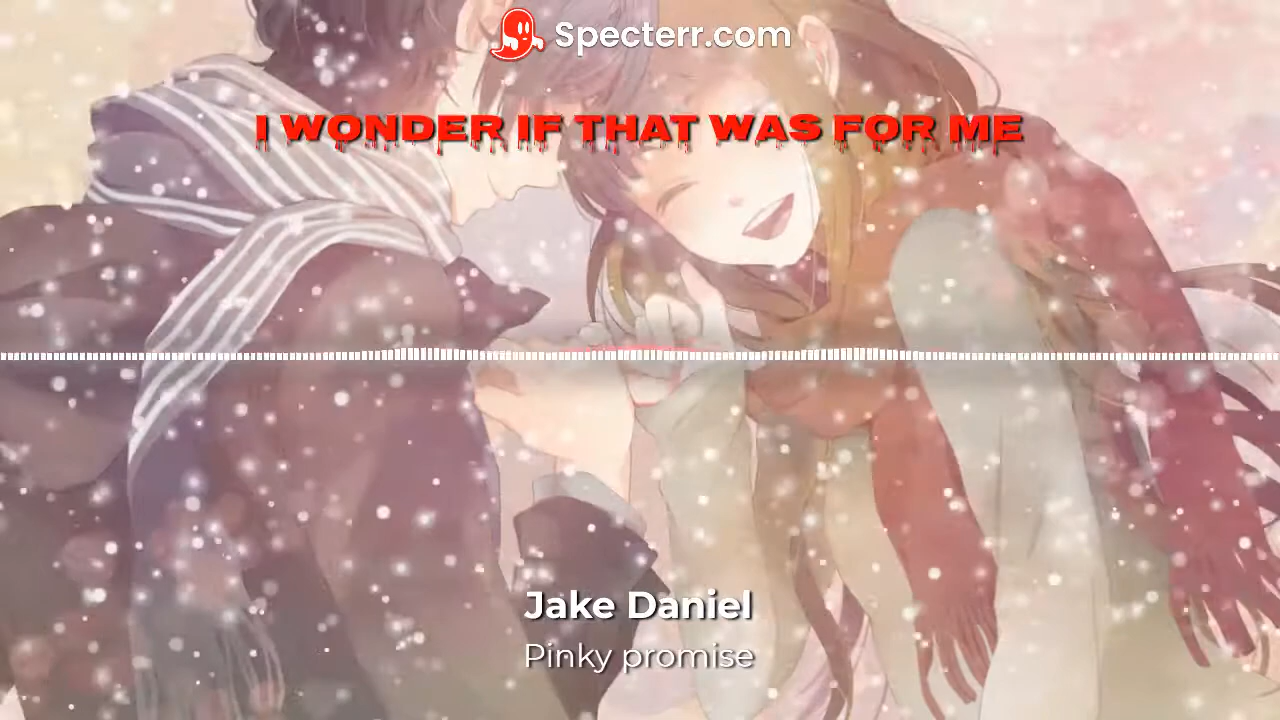 Specterr.com
I WONDER IF THAT WAS FOR ME
Jake Daniel
Pinky promise